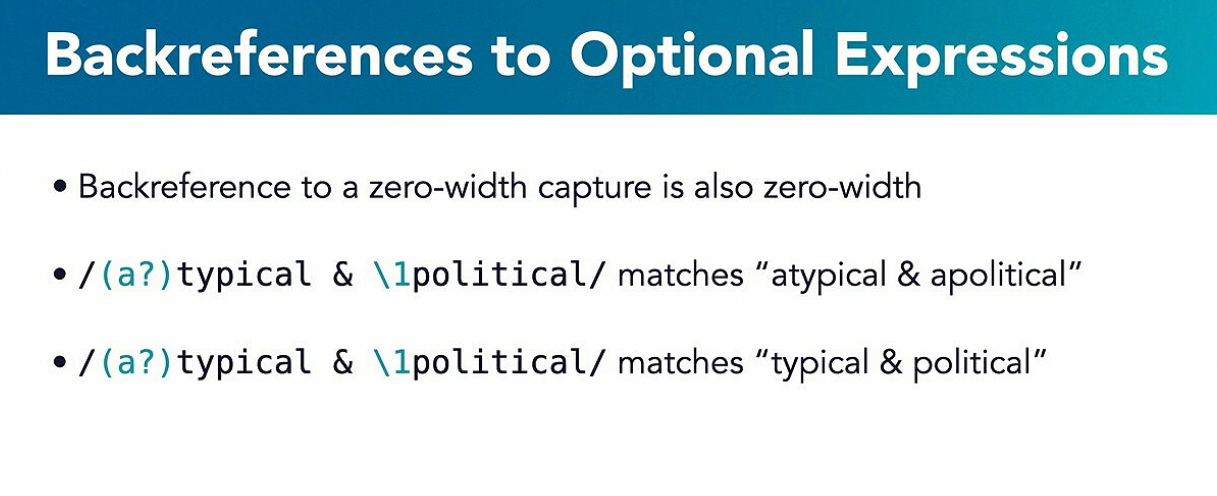 Backreferences to Optional Expressions
• Backreference to a zero-width capture is also zero-width
• /(a?)typical & \1political/ matches “atypical & apolitical”
• /(a?)typical & \1political/ matches “typical & political”